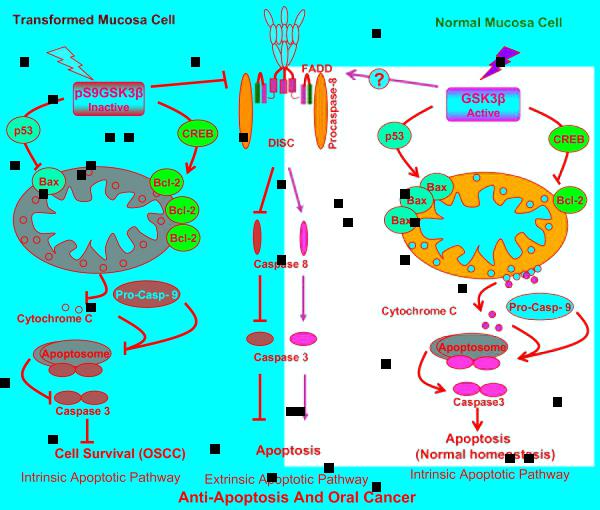 Transformed Mucosa Cell
Normal Mucosa Cell
FADD
pS9GSK3β
Inactive
GSK3β
Active
?
Procaspase-8
p53
CREB
DISC
p53
CREB
Bax
Bcl-2
Bcl-2
Bcl-2
Bax
Bax
Bax
Bcl-2
Caspase 8
Pro-Casp- 9
Cytochrome C
Cytochrome C
Pro-Casp- 9
Apoptosome
Caspase 3
Apoptosome
Caspase 3
Caspase3
Cell Survival (OSCC)
Apoptosis
Apoptosis
(Normal homeostasis)
Intrinsic Apoptotic Pathway
Extrinsic Apoptotic Pathway
Intrinsic Apoptotic Pathway
Anti-Apoptosis And Oral Cancer